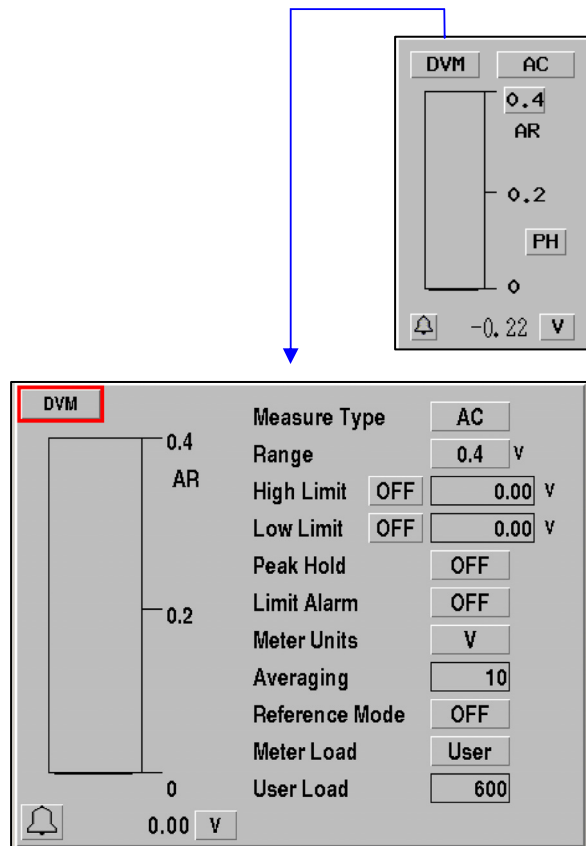 DVM AC
0.4
AR
0.2
PH
0
-0.22 V
DVM
0.4
AR
0.2
0
0.00 V
Measure Type AC
Range 0.4 V
High Limit OFF 0.00 V
Low Limit OFF 0.00 V
Peak Hold OFF
Limit Alarm OFF
Meter Units V
Averaging 10
Reference Mode OFF
Meter Load User
User Load 600